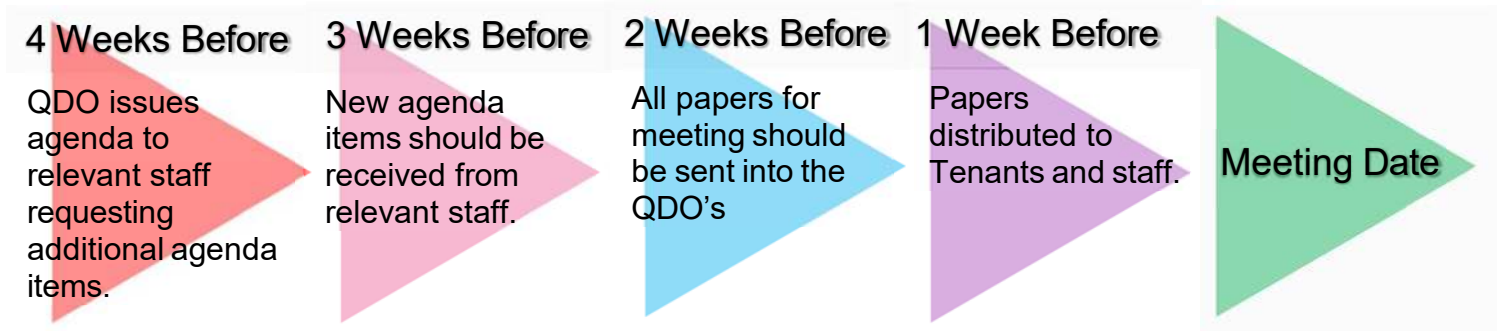 4 Weeks Before
QDO issues
agenda to
relevant staff
requesting
additional agenda
items.
3 Weeks Before
New agenda
items should be
received from
relevant staff.
2 Weeks Before
All papers for
meeting should
be sent into the
QDO’s
1 Week Before
Papers
distributed to
Tenants and staff.
Meeting Date